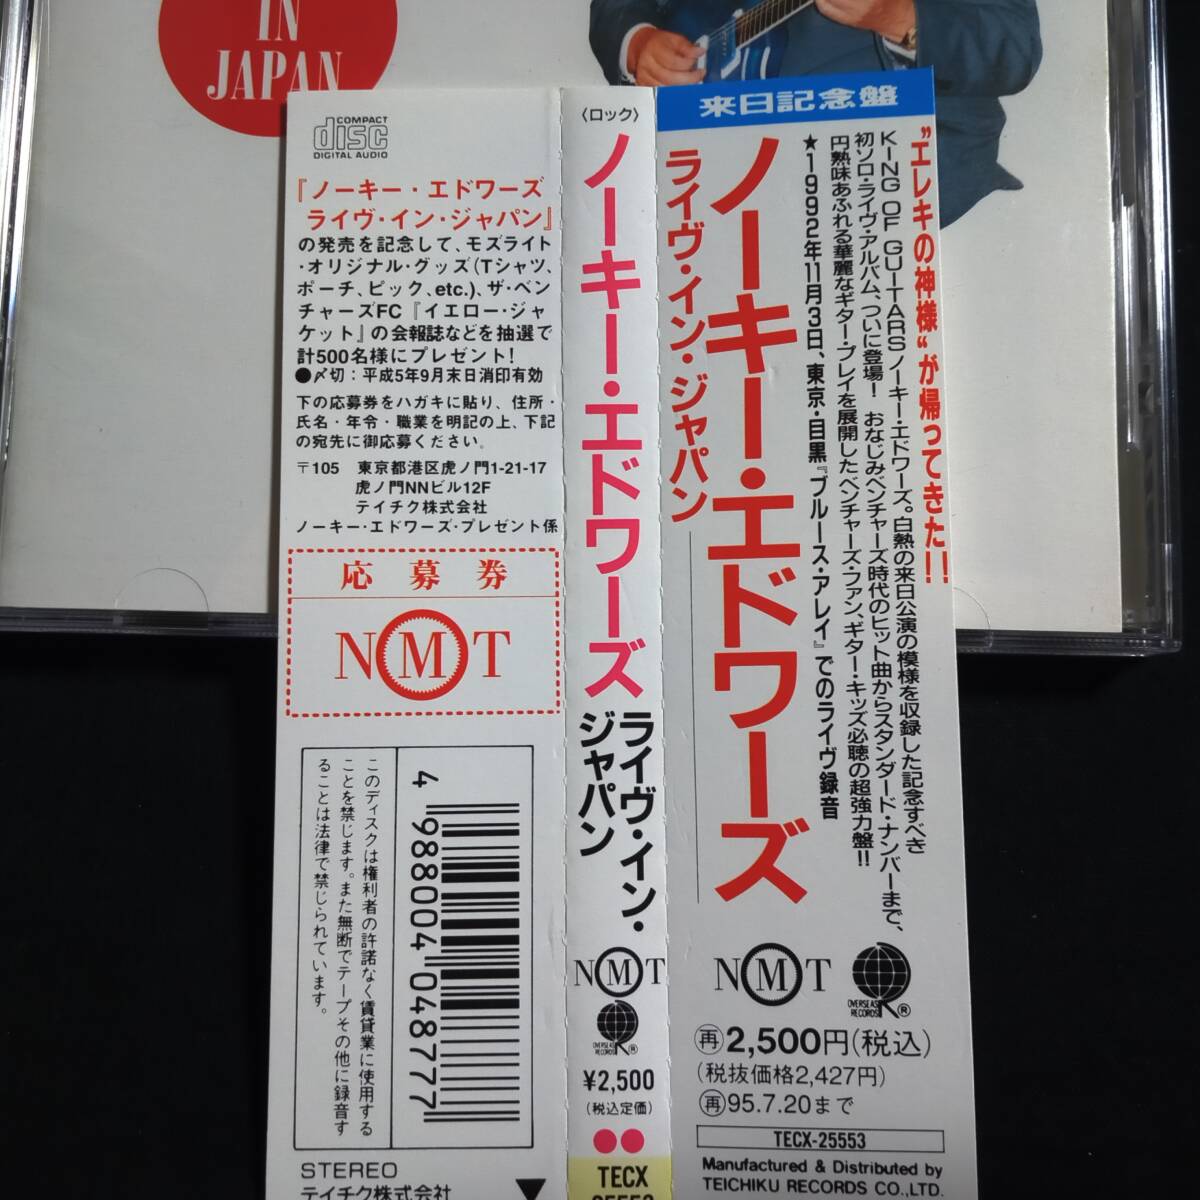 IN
JAPAN
COMPACT
disc
DIGITAL AUDIO
『ノーキー・エドワーズ
ライヴ・イン・ジャパン』
の発売を記念して、モズライト
・オリジナル・グッズ(Tシャツ、
ポーチ、ピック、etc.)、ザ・ベン
チャーズFC『イエロー・ジャ
ケット』の会報誌などを抽選で
計500名様にプレゼント!
●〆切：平成5年9月末日消印有効
下の応募券をハガキに貼り、住所・
氏名・年令・職業を明記の上、下記
の宛先に御応募ください。
〒105 東京都港区虎ノ門1-21-17
虎ノ門NNビル12F
テイチク株式会社
ノーキー・エドワーズ・プレゼント係
応募券
NMT
このディスクは権利者の許諾なく賃貸業に使用する
ことを禁じます。また無断でテープその他に録音す
ることは法律で禁じられています。
4 988004 048777
STEREO
テイチク株式会社
〈ロック〉
ノーキー・エドワーズ
ライヴ・イン・
ジャパン
NMT
OVERSEAS
RECORDS
®
¥2,500
(税込定価)
TECX
25553
来日記念盤
"エレキの神様"が帰ってきた!!
KING OF GUITARSノーキー・エドワーズ。白熱の来日公演の模様を収録した記念すべき
初ソロ・ライヴ・アルバム、ついに登場! おなじみベンチャーズ時代のヒット曲からスタンダード・ナンバーまで、
円熟味あふれる華麗なギター・プレイを展開したベンチャーズ・ファン、ギター・キッズ必聴の超強力盤!!
★1992年11月3日、東京・目黒『ブルース・アレイ』でのライヴ録音
ノーキー・エドワーズ
ライヴ・イン・ジャパン
NMT
OVERSEAS
RECORDS
®
再2,500円(税込)
(税抜価格2,427円)
再95.7.20まで
TECX-25553
Manufactured & Distributed by
TEICHIKU RECORDS CO.,LTD.